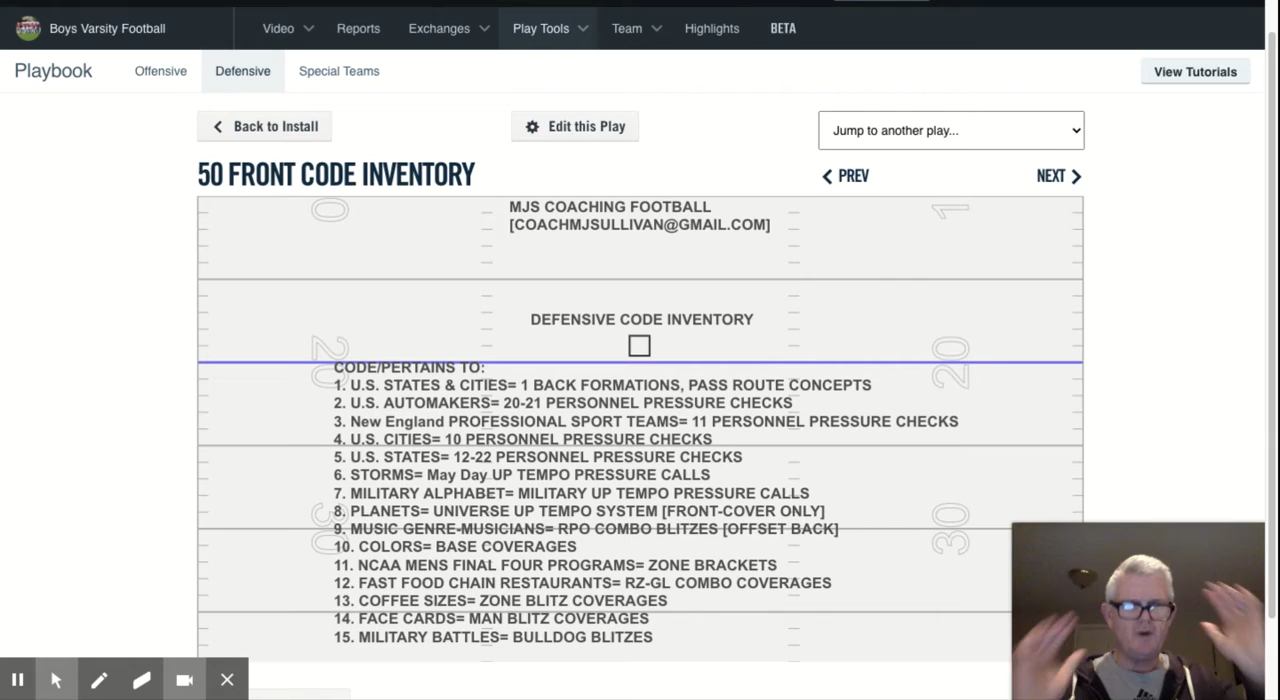 Boys Varsity Football
Video
Reports
Exchanges
Play Tools
Team
Highlights
BETA
Playbook
Offensive
Defensive
Special Teams
View Tutorials
Back to Install
Edit this Play
Jump to another play...
50 FRONT CODE INVENTORY
PREV
NEXT
0
1
MJS COACHING FOOTBALL
[COACHMJSULLIVAN@GMAIL.COM]
DEFENSIVE CODE INVENTORY
20
20
CODE/PERTAINS TO:
1. U.S. STATES & CITIES= 1 BACK FORMATIONS, PASS ROUTE CONCEPTS
2. U.S. AUTOMAKERS= 20-21 PERSONNEL PRESSURE CHECKS
3. New England PROFESSIONAL SPORT TEAMS= 11 PERSONNEL PRESSURE CHECKS
4. U.S. CITIES= 10 PERSONNEL PRESSURE CHECKS
5. U.S. STATES= 12-22 PERSONNEL PRESSURE CHECKS
6. STORMS= May Day UP TEMPO PRESSURE CALLS
7. MILITARY ALPHABET= MILITARY UP TEMPO PRESSURE CALLS
30
30
8. PLANETS= UNIVERSE UP TEMPO SYSTEM [FRONT-COVER ONLY]
9. MUSIC GENRE-MUSICIANS= RPO COMBO BLITZES [OFFSET BACK]
10. COLORS= BASE COVERAGES
11. NCAA MENS FINAL FOUR PROGRAMS= ZONE BRACKETS
12. FAST FOOD CHAIN RESTAURANTS= RZ-GL COMBO COVERAGES
13. COFFEE SIZES= ZONE BLITZ COVERAGES
14. FACE CARDS= MAN BLITZ COVERAGES
15. MILITARY BATTLES= BULLDOG BLITZES